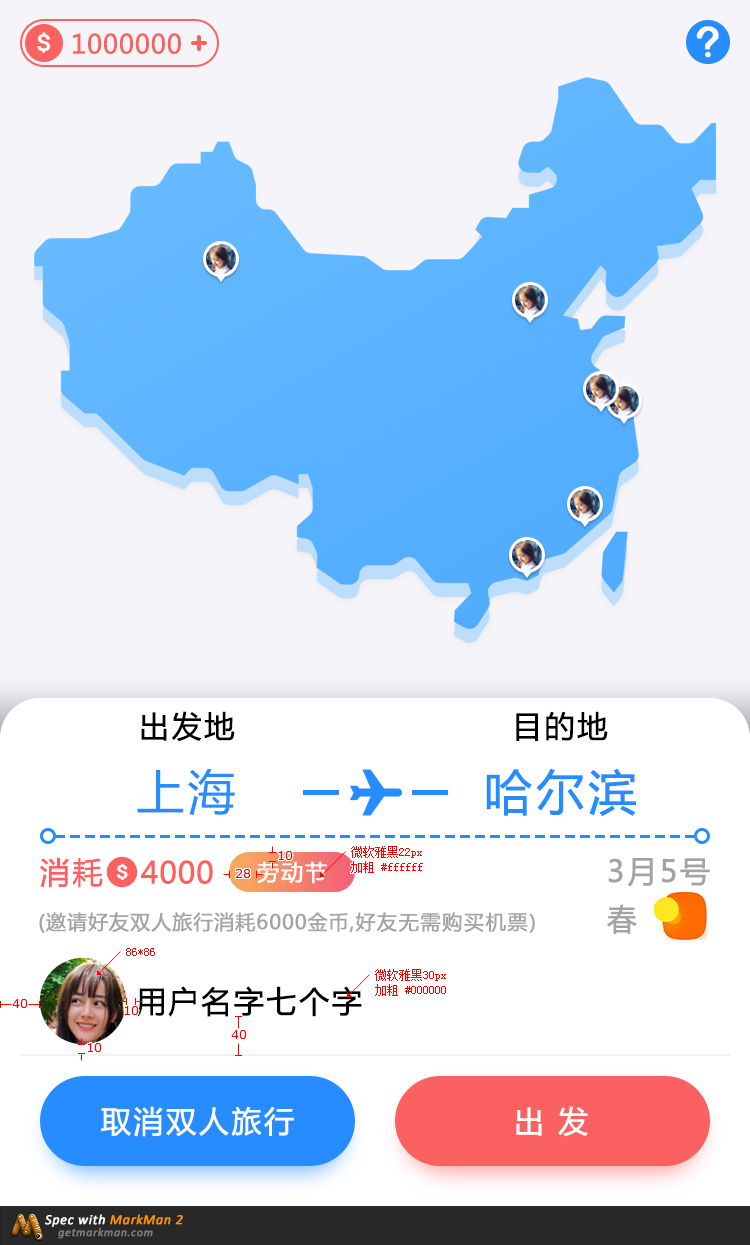 $ 1000000 +
?
出发地 目的地
上海 哈尔滨
消耗 $ 4000 28 劳动节 10 微软雅黑22px 3月5号
加粗 #ffffff
(邀请好友双人旅行消耗6000金币,好友无需购买机票) 春
86*86
微软雅黑30px
加粗 #000000
40 10 用户名字七个字
40
10
取消双人旅行 出 发
Spec with MarkMan 2
getmarkman.com